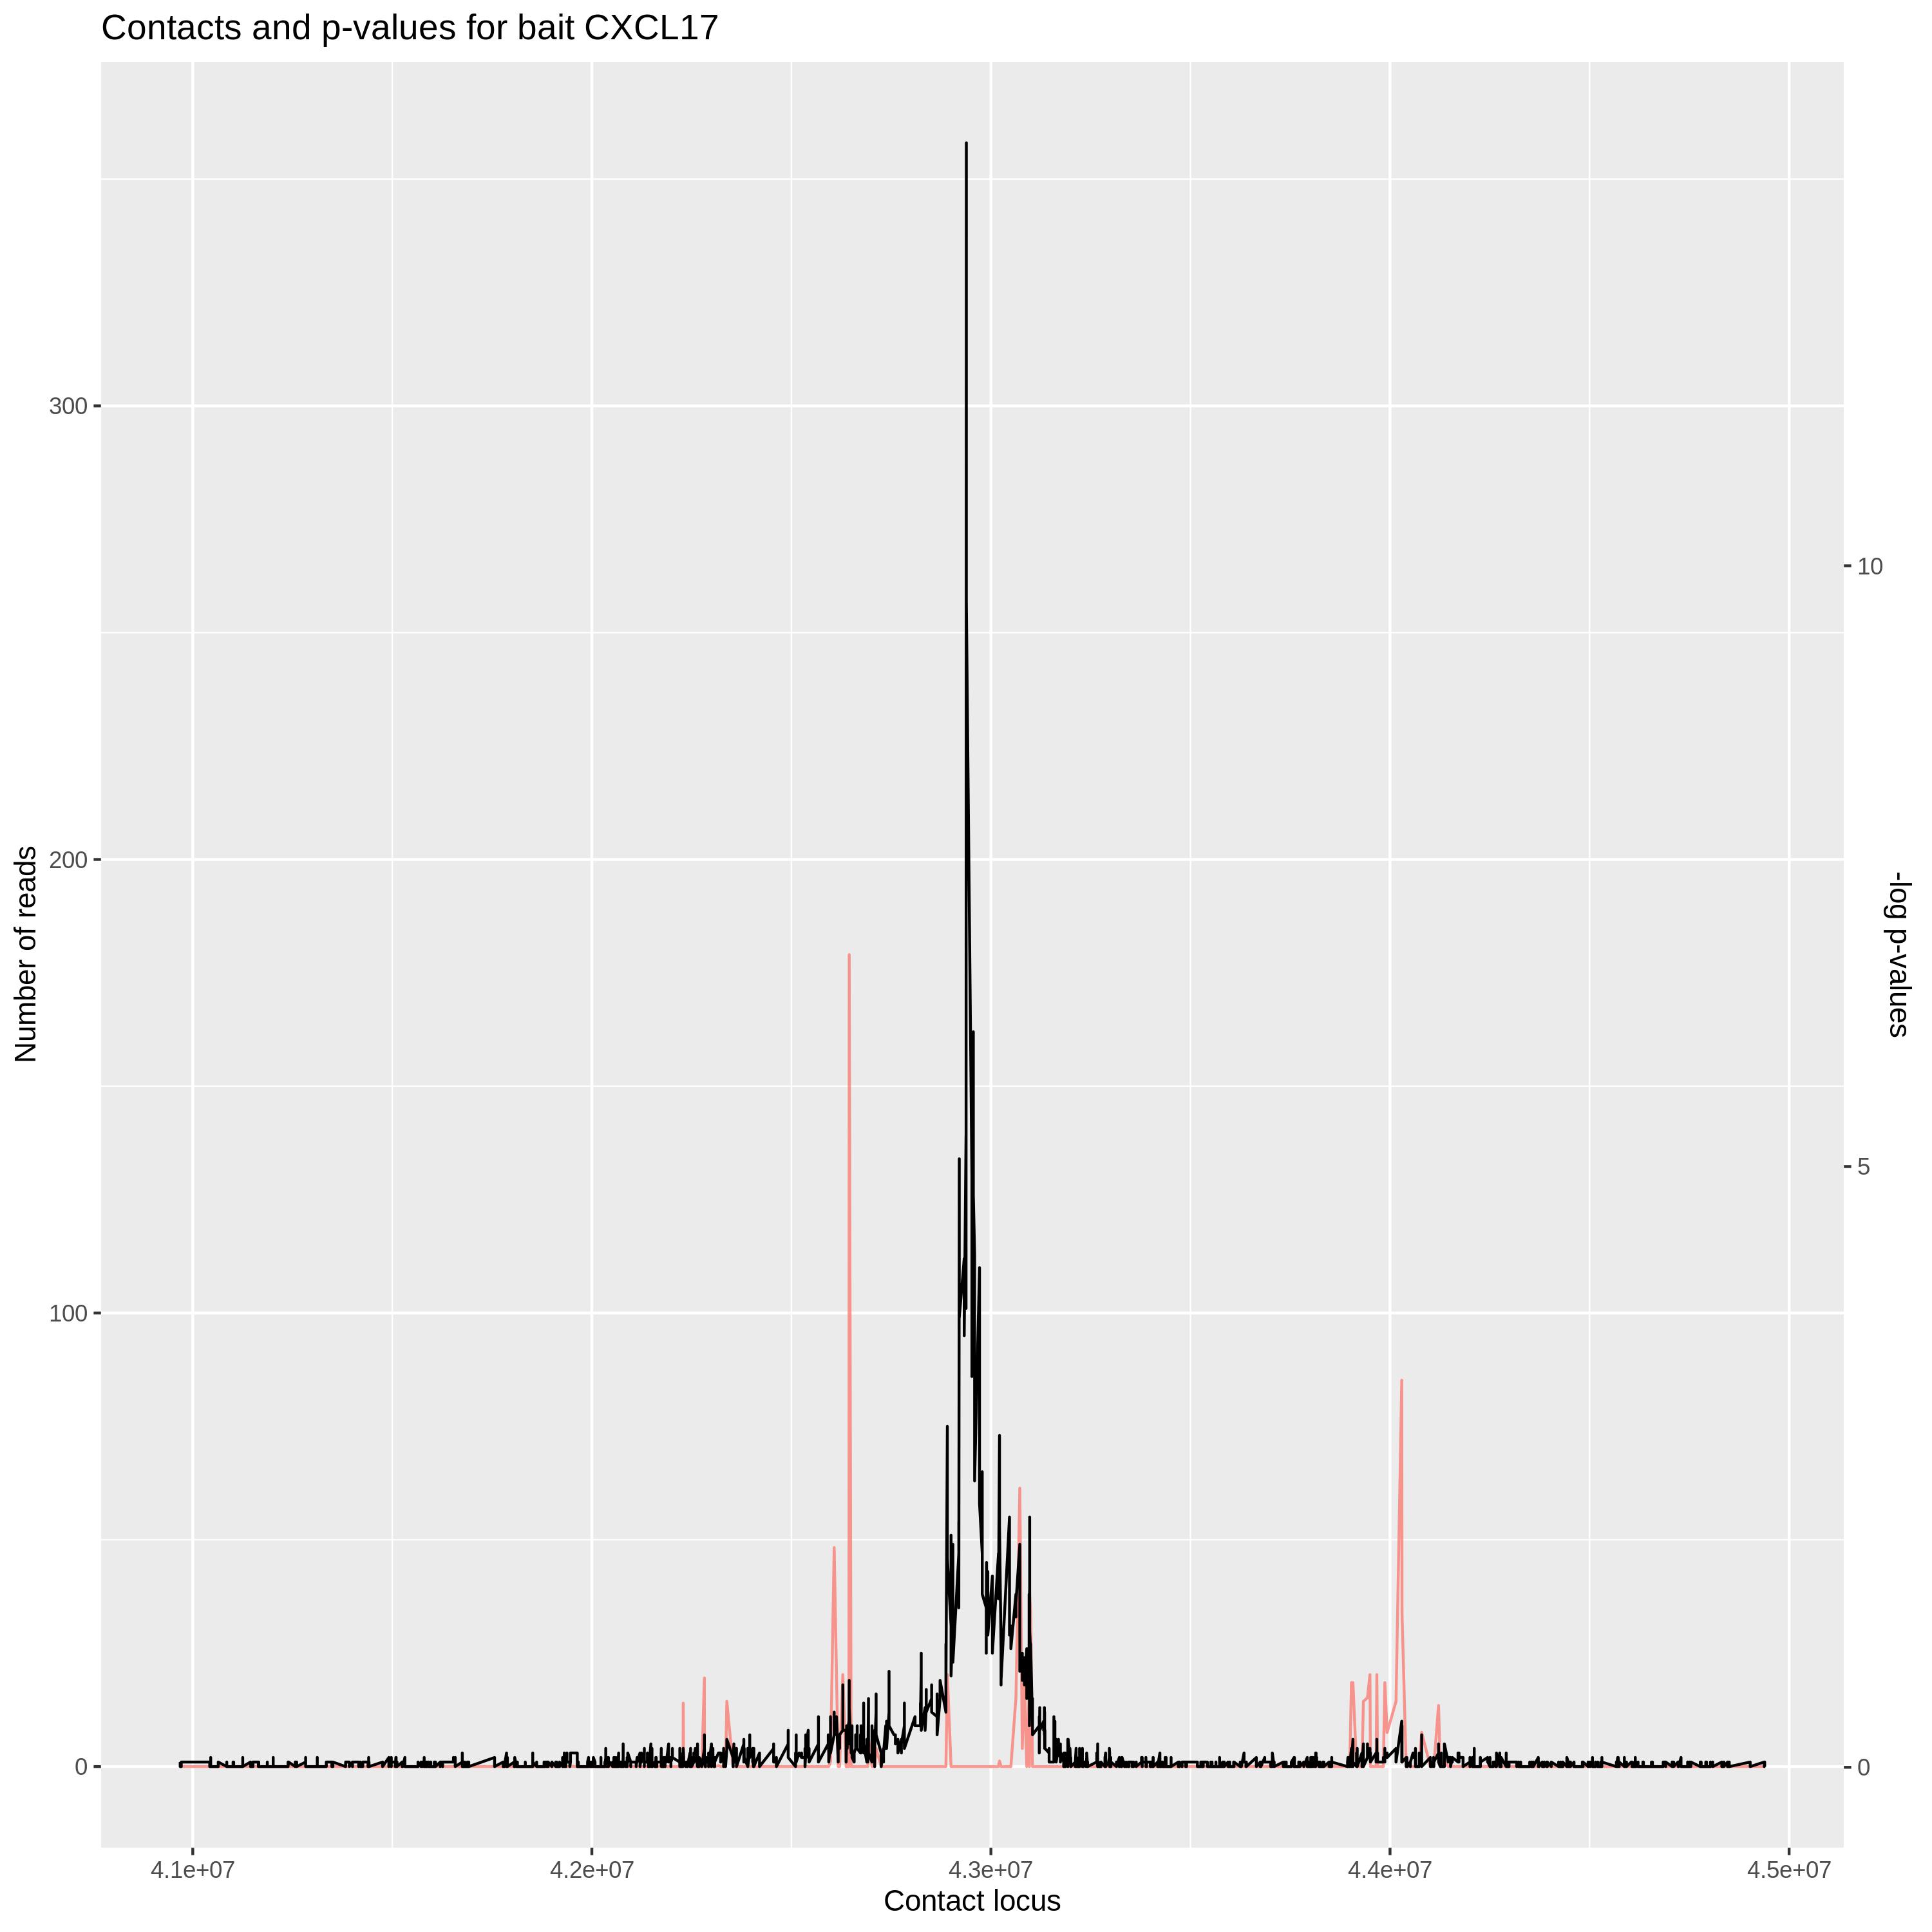 Contacts and p-values for bait CXCL17
300
200
100
0
Number of reads
10
5
0
-log p-values
4.1e+07
4.2e+07
4.3e+07
4.4e+07
4.5e+07
Contact locus